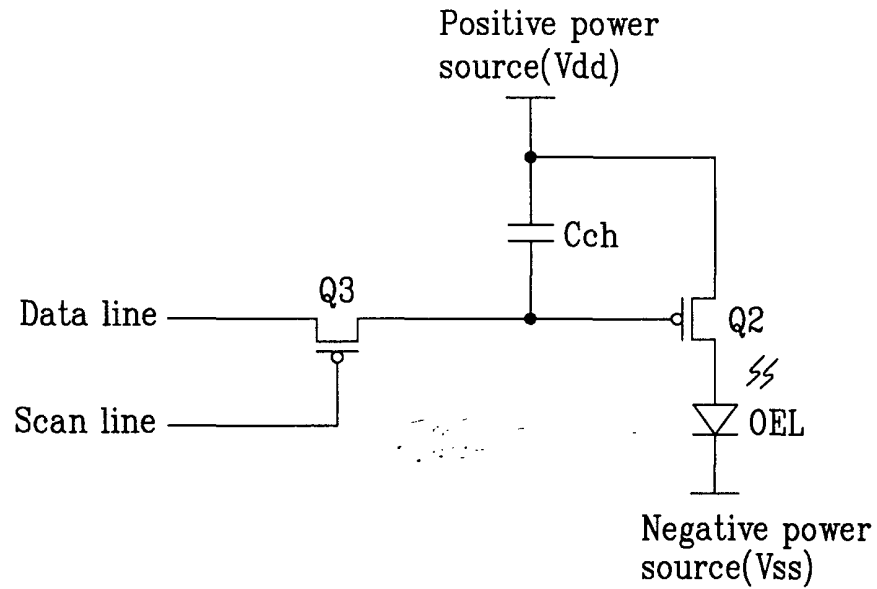 Positive power
source(Vdd)
Cch
Q3
Data line
Q2
Scan line
OEL
Negative power
source(Vss)